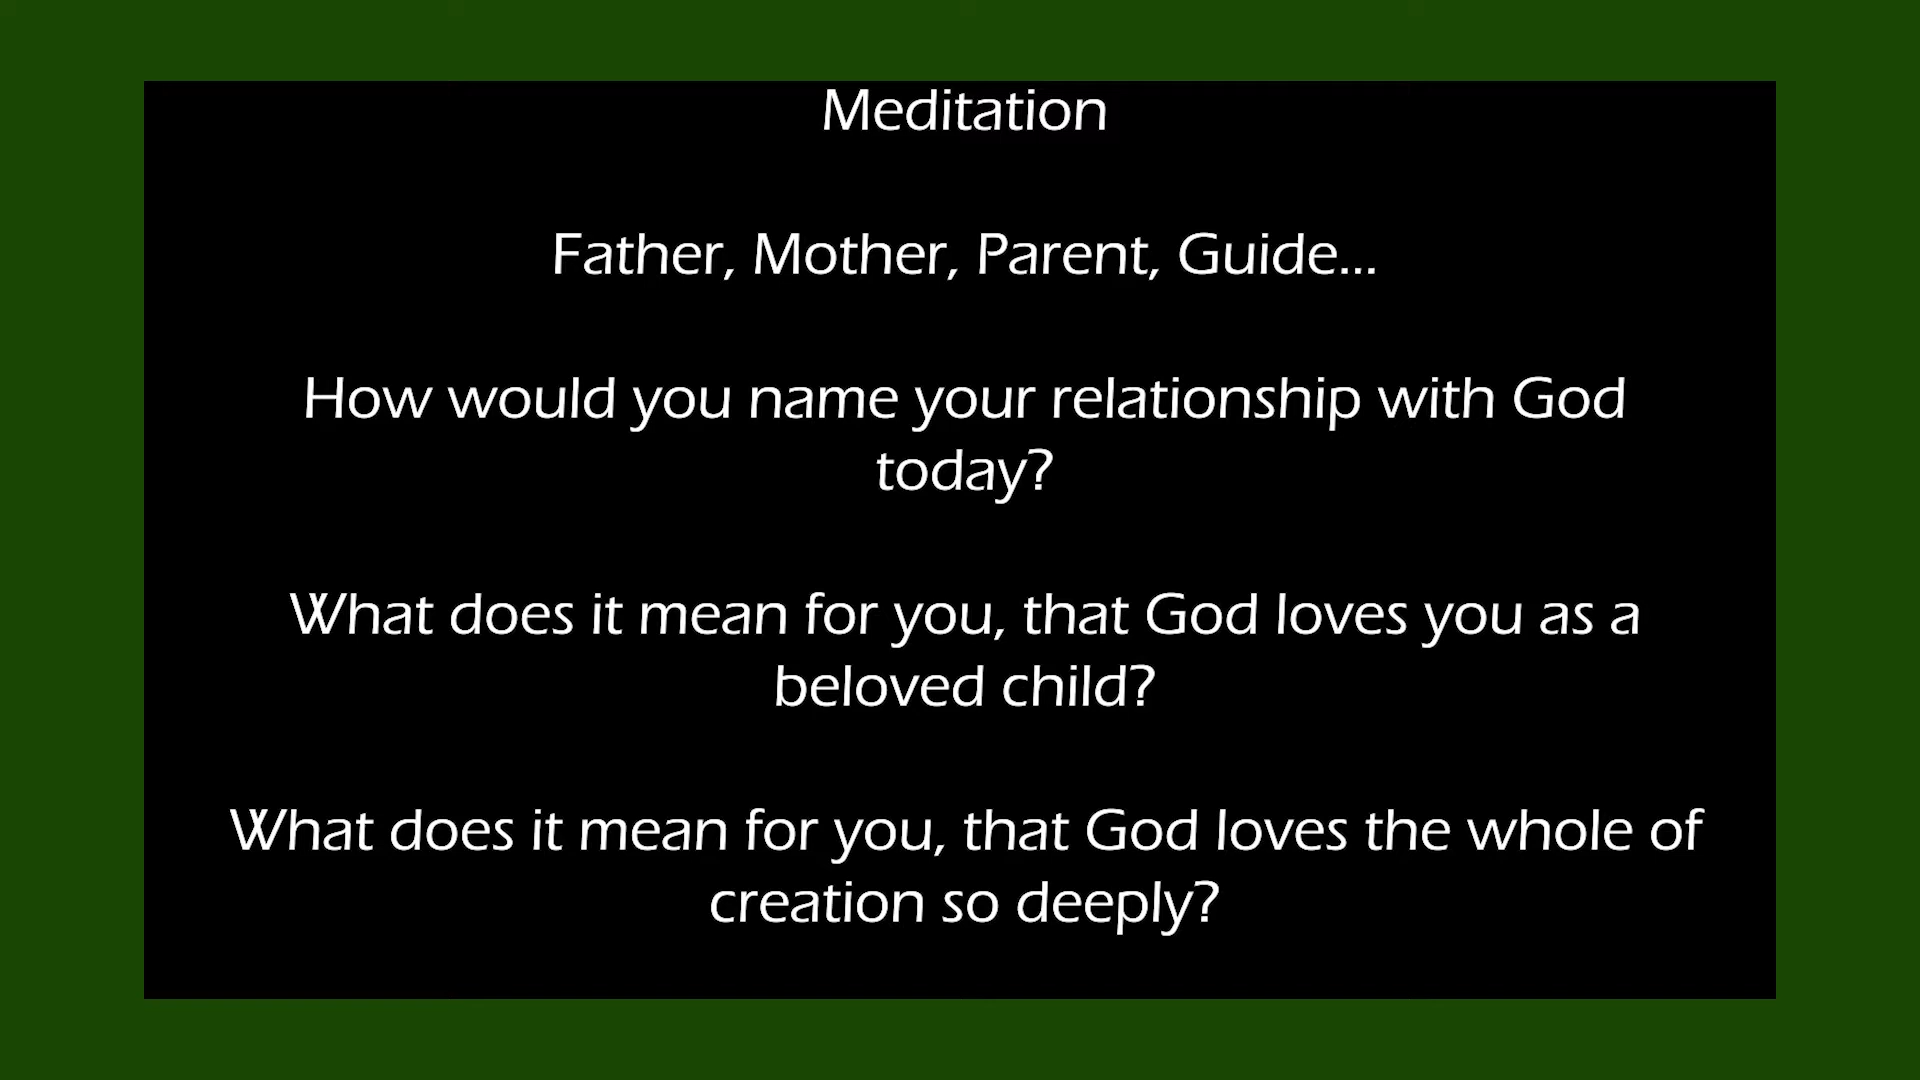 Meditation
Father, Mother, Parent, Guide...
How would you name your relationship with God
today?
What does it mean for you, that God loves you as a
beloved child?
What does it mean for you, that God loves the whole of
creation so deeply?